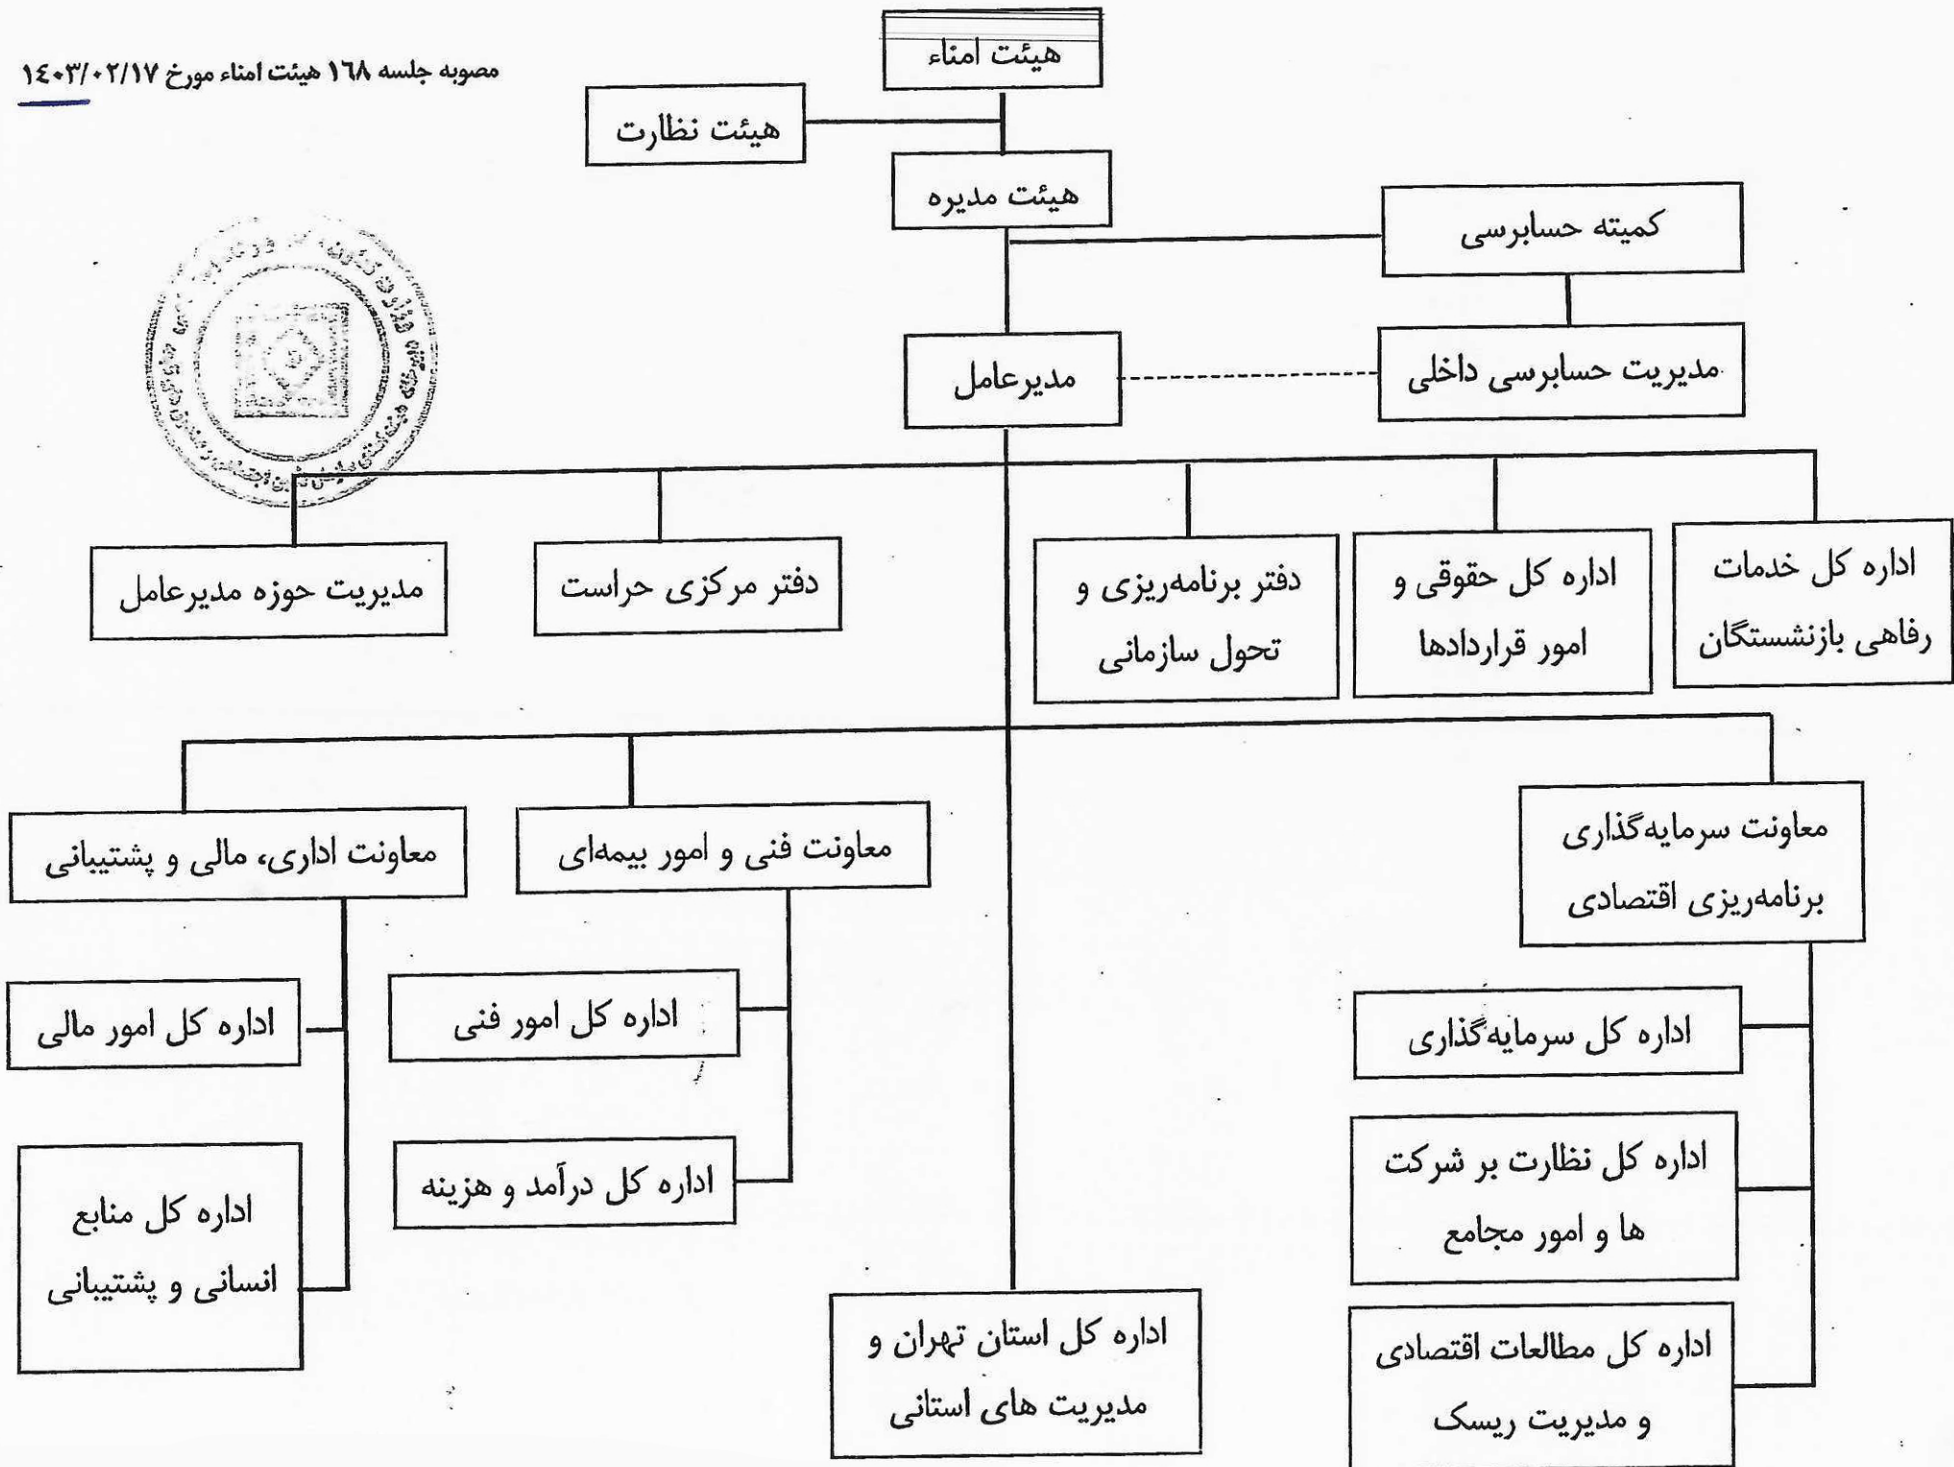 مصوبه جلسه ١٦٨ هیئت امناء مورخ ١٤٠٣/٠٢/١٧
هیئت امناء
هیئت نظارت
هیئت مدیره
کمیته حسابرسی
مدیرعامل
مدیریت حسابرسی داخلی
اداره کل خدمات
رفاهی بازنشستگان
اداره کل حقوقی و
امور قراردادها
دفتر برنامه‌ریزی و
تحول سازمانی
دفتر مرکزی حراست
مدیریت حوزه مدیرعامل
معاونت سرمایه‌گذاری
برنامه‌ریزی اقتصادی
معاونت فنی و امور بیمه‌ای
معاونت اداری، مالی و پشتیبانی
اداره کل سرمایه‌گذاری
اداره کل نظارت بر شرکت
ها و امور مجامع
اداره کل مطالعات اقتصادی
و مدیریت ریسک
اداره کل امور فنی
اداره کل درآمد و هزینه
اداره کل امور مالی
اداره کل منابع
انسانی و پشتیبانی
اداره کل استان تهران و
مدیریت های استانی